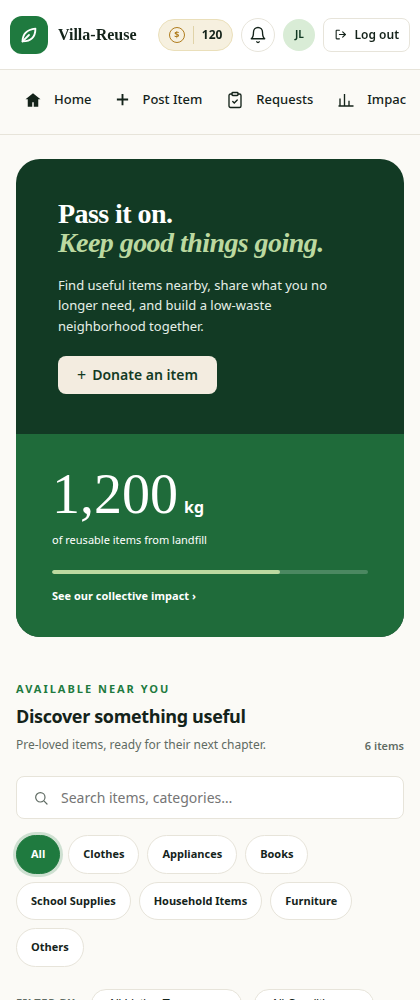 Villa-Reuse
$ 120
JL
Log out
Home
Post Item
Requests
Impac
Pass it on.
Keep good things going.
Find useful items nearby, share what you no
longer need, and build a low-waste
neighborhood together.
+ Donate an item
1,200 kg
of reusable items from landfill
See our collective impact ›
AVAILABLE NEAR YOU
Discover something useful
Pre-loved items, ready for their next chapter.
6 items
Search items, categories...
All
Clothes
Appliances
Books
School Supplies
Household Items
Furniture
Others